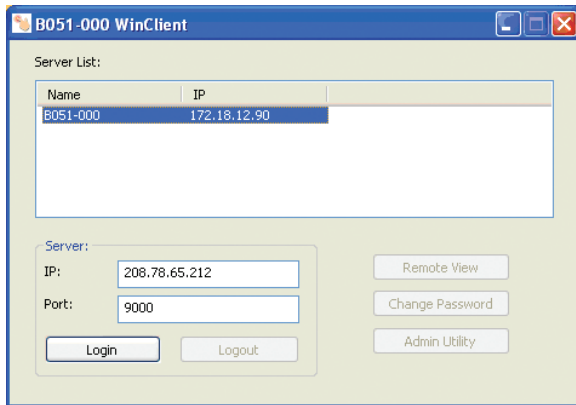 B051-000 WinClient
Server List:
Name IP
B051-000 172.18.12.90
Server:
IP: 208.78.65.212
Remote View
Port: 9000
Change Password
Login Logout
Admin Utility